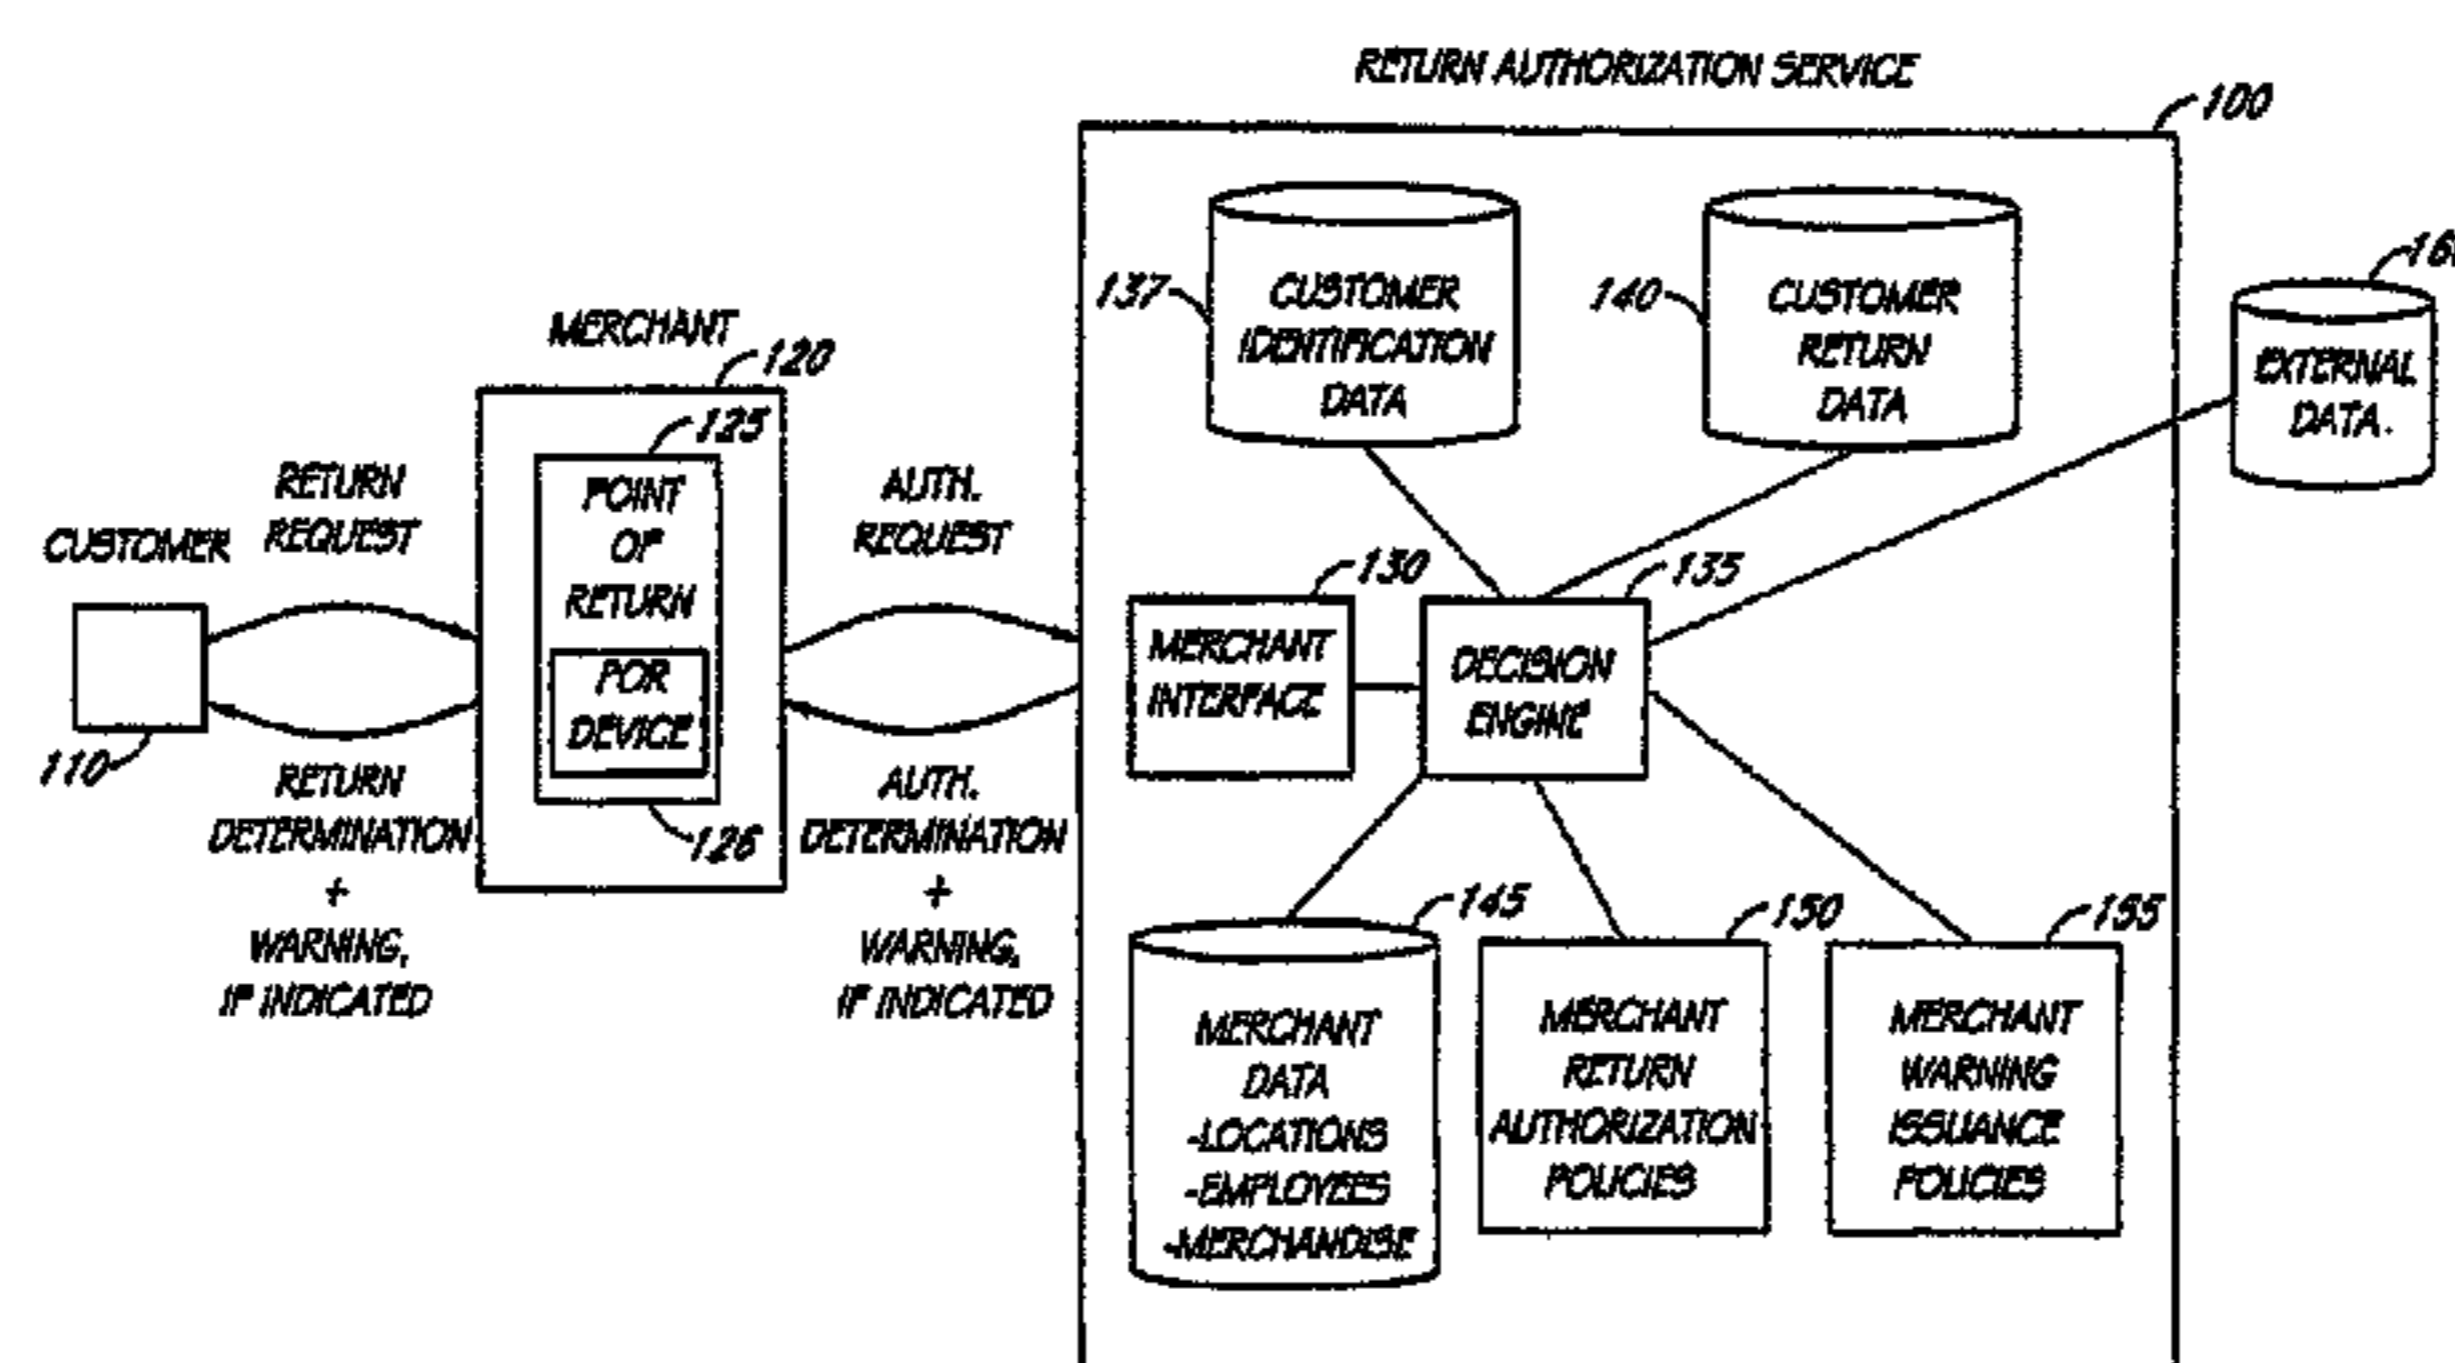 RETURN AUTHORIZATION SERVICE
100
137
CUSTOMER
IDENTIFICATION
DATA
140
CUSTOMER
RETURN
DATA
EXTERNAL
DATA.
MERCHANT
120
125
POINT
OF
RETURN
POR
DEVICE
126
CUSTOMER
110
RETURN
REQUEST
RETURN
DETERMINATION
+
WARNING,
IF INDICATED
AUTH.
REQUEST
AUTH.
DETERMINATION
+
WARNING,
IF INDICATED
130
MERCHANT
INTERFACE
135
DECISION
ENGINE
145
MERCHANT
DATA
-LOCATIONS
-EMPLOYEES
-MERCHANDISE
150
MERCHANT
RETURN
AUTHORIZATION
POLICIES
155
MERCHANT
WARNING
ISSUANCE
POLICIES